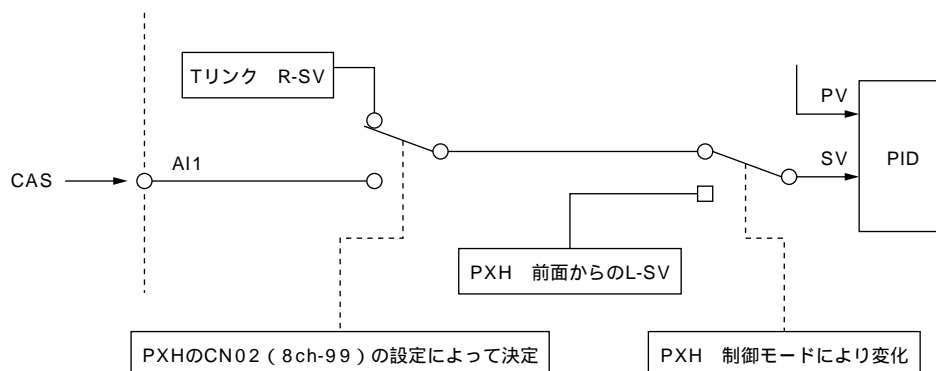 Tリンク R-SV
PV
AI1
SV
PID
CAS
PXH 前面からのL-SV
PXHのCN02（8ch-99）の設定によって決定
PXH 制御モードにより変化